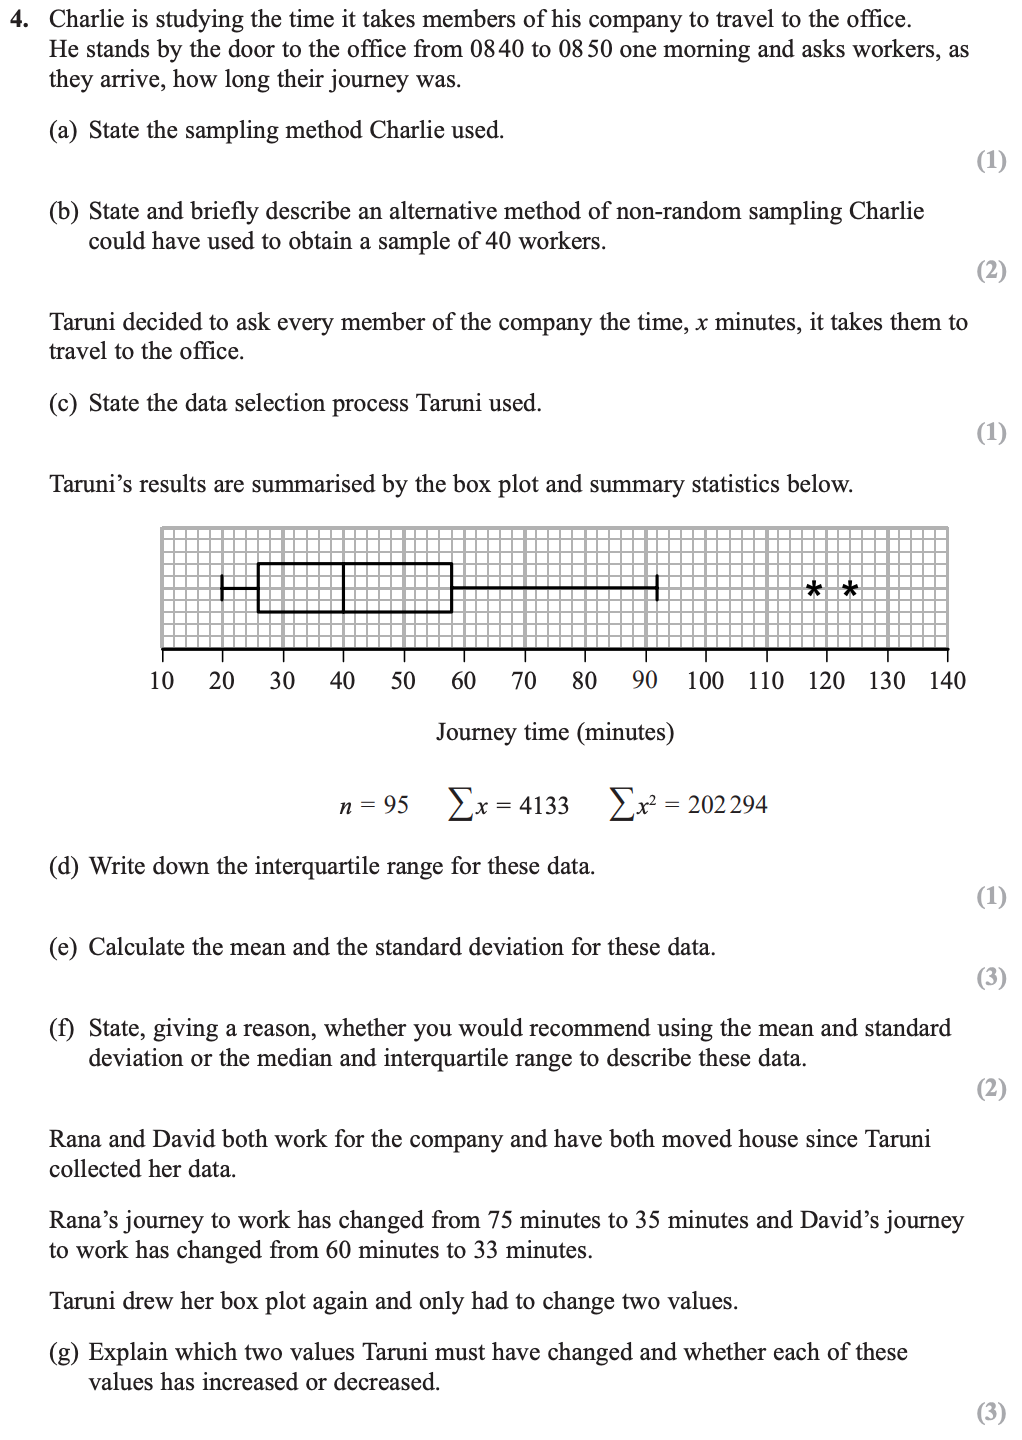 4. Charlie is studying the time it takes members of his company to travel to the office.
He stands by the door to the office from 0840 to 0850 one morning and asks workers, as
they arrive, how long their journey was.
(a) State the sampling method Charlie used.
(1)
(b) State and briefly describe an alternative method of non-random sampling Charlie
could have used to obtain a sample of 40 workers.
(2)
Taruni decided to ask every member of the company the time, x minutes, it takes them to
travel to the office.
(c) State the data selection process Taruni used.
(1)
Taruni’s results are summarised by the box plot and summary statistics below.
* *
10 20 30 40 50 60 70 80 90 100 110 120 130 140
Journey time (minutes)
n = 95 ∑x = 4133 ∑x² = 202294
(d) Write down the interquartile range for these data.
(1)
(e) Calculate the mean and the standard deviation for these data.
(3)
(f) State, giving a reason, whether you would recommend using the mean and standard
deviation or the median and interquartile range to describe these data.
(2)
Rana and David both work for the company and have both moved house since Taruni
collected her data.
Rana’s journey to work has changed from 75 minutes to 35 minutes and David’s journey
to work has changed from 60 minutes to 33 minutes.
Taruni drew her box plot again and only had to change two values.
(g) Explain which two values Taruni must have changed and whether each of these
values has increased or decreased.
(3)